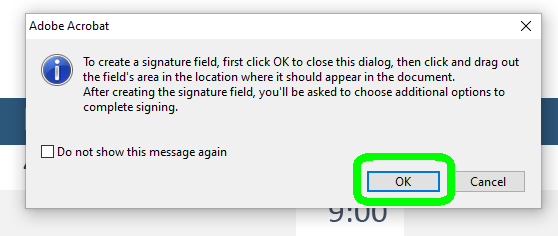 Adobe Acrobat
To create a signature field, first click OK to close this dialog, then click and drag out
the field's area in the location where it should appear in the document.
After creating the signature field, you'll be asked to choose additional options to
complete signing.
Do not show this message again
OK
Cancel
9:00